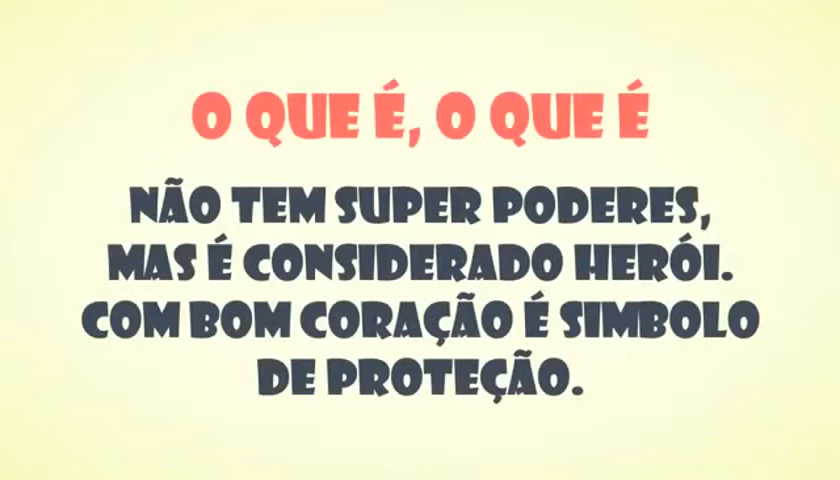 O QUE É, O QUE É
NÃO TEM SUPER PODERES,
MAS É CONSIDERADO HERÓI.
COM BOM CORAÇÃO É SIMBOLO
DE PROTEÇÃO.